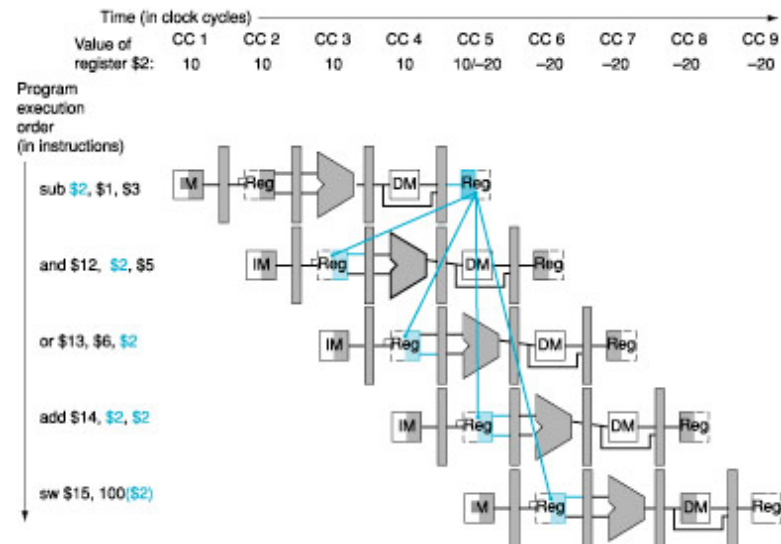 Time (in clock cycles)
CC 1 CC 2 CC 3 CC 4 CC 5 CC 6 CC 7 CC 8 CC 9
Value of
register $2: 10 10 10 10 10/–20 –20 –20 –20 –20
Program
execution
order
(in instructions)
sub $2, $1, $3 IM Reg DM Reg
and $12, $2, $5 IM Reg DM Reg
or $13, $6, $2 IM Reg DM Reg
add $14, $2, $2 IM Reg DM Reg
sw $15, 100($2) IM Reg DM Reg